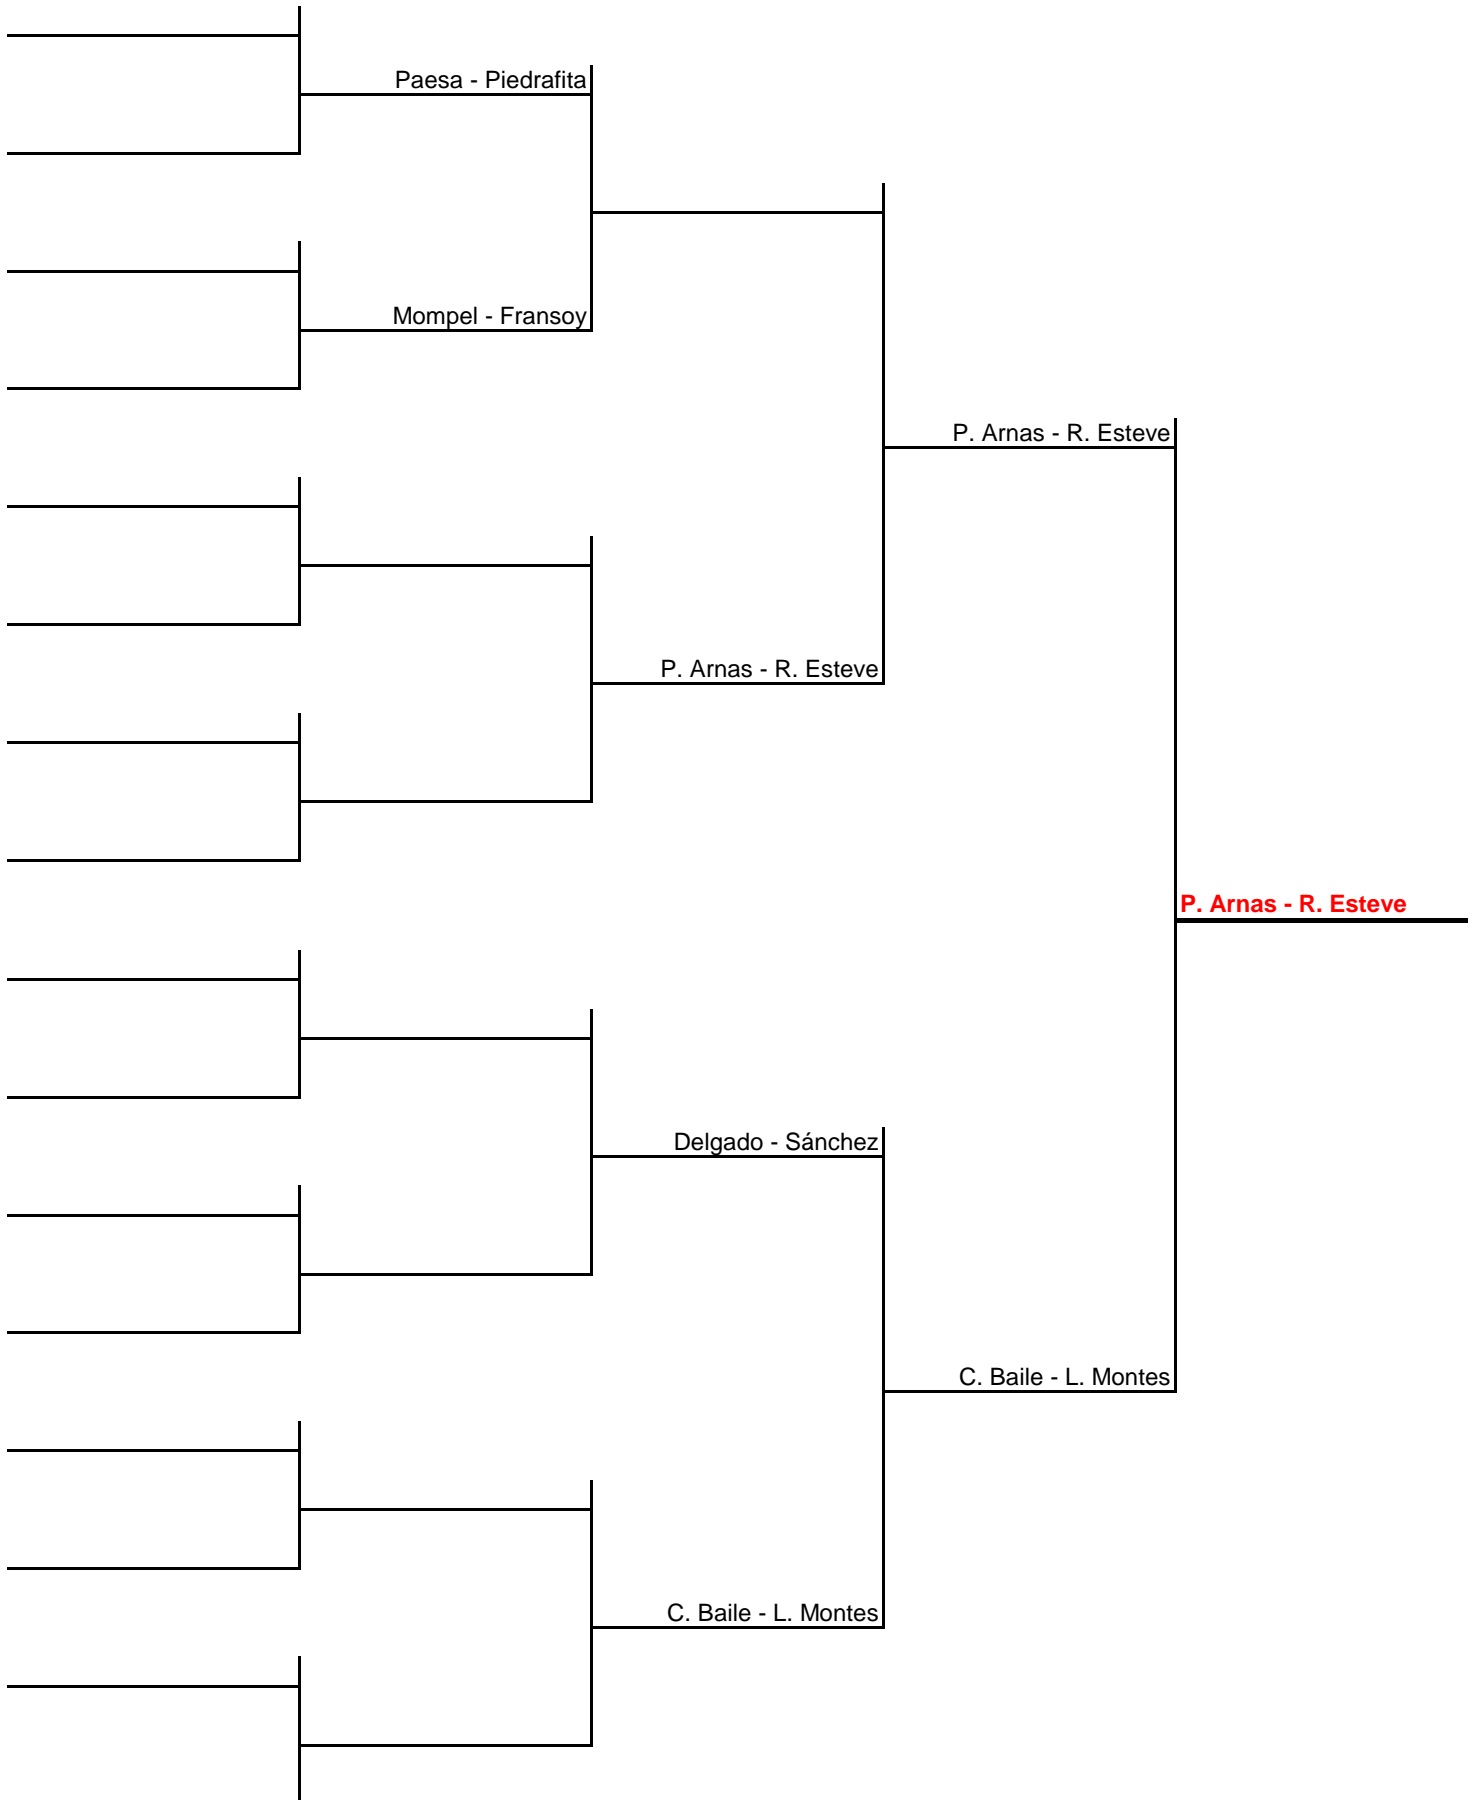 Paesa - Piedrafita
Mompel - Fransoy
P. Arnas - R. Esteve
P. Arnas - R. Esteve
P. Arnas - R. Esteve
Delgado - Sánchez
C. Baile - L. Montes
C. Baile - L. Montes